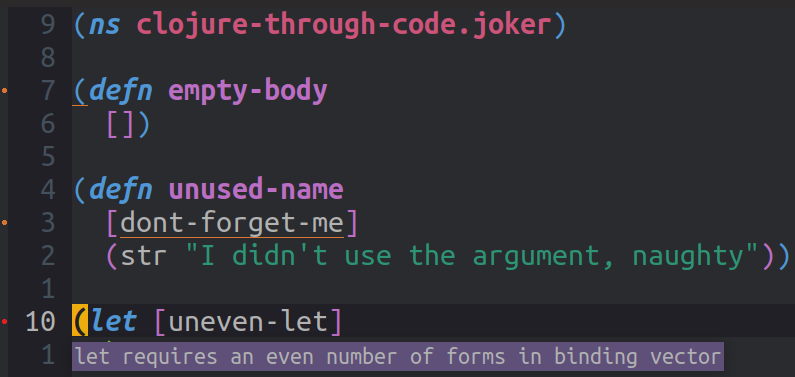 9 (ns clojure-through-code.joker)
8
7 (defn empty-body
6 [])
5
4 (defn unused-name
3 [dont-forget-me]
2 (str "I didn't use the argument, naughty"))
1
10 (let [uneven-let]
1 let requires an even number of forms in binding vector